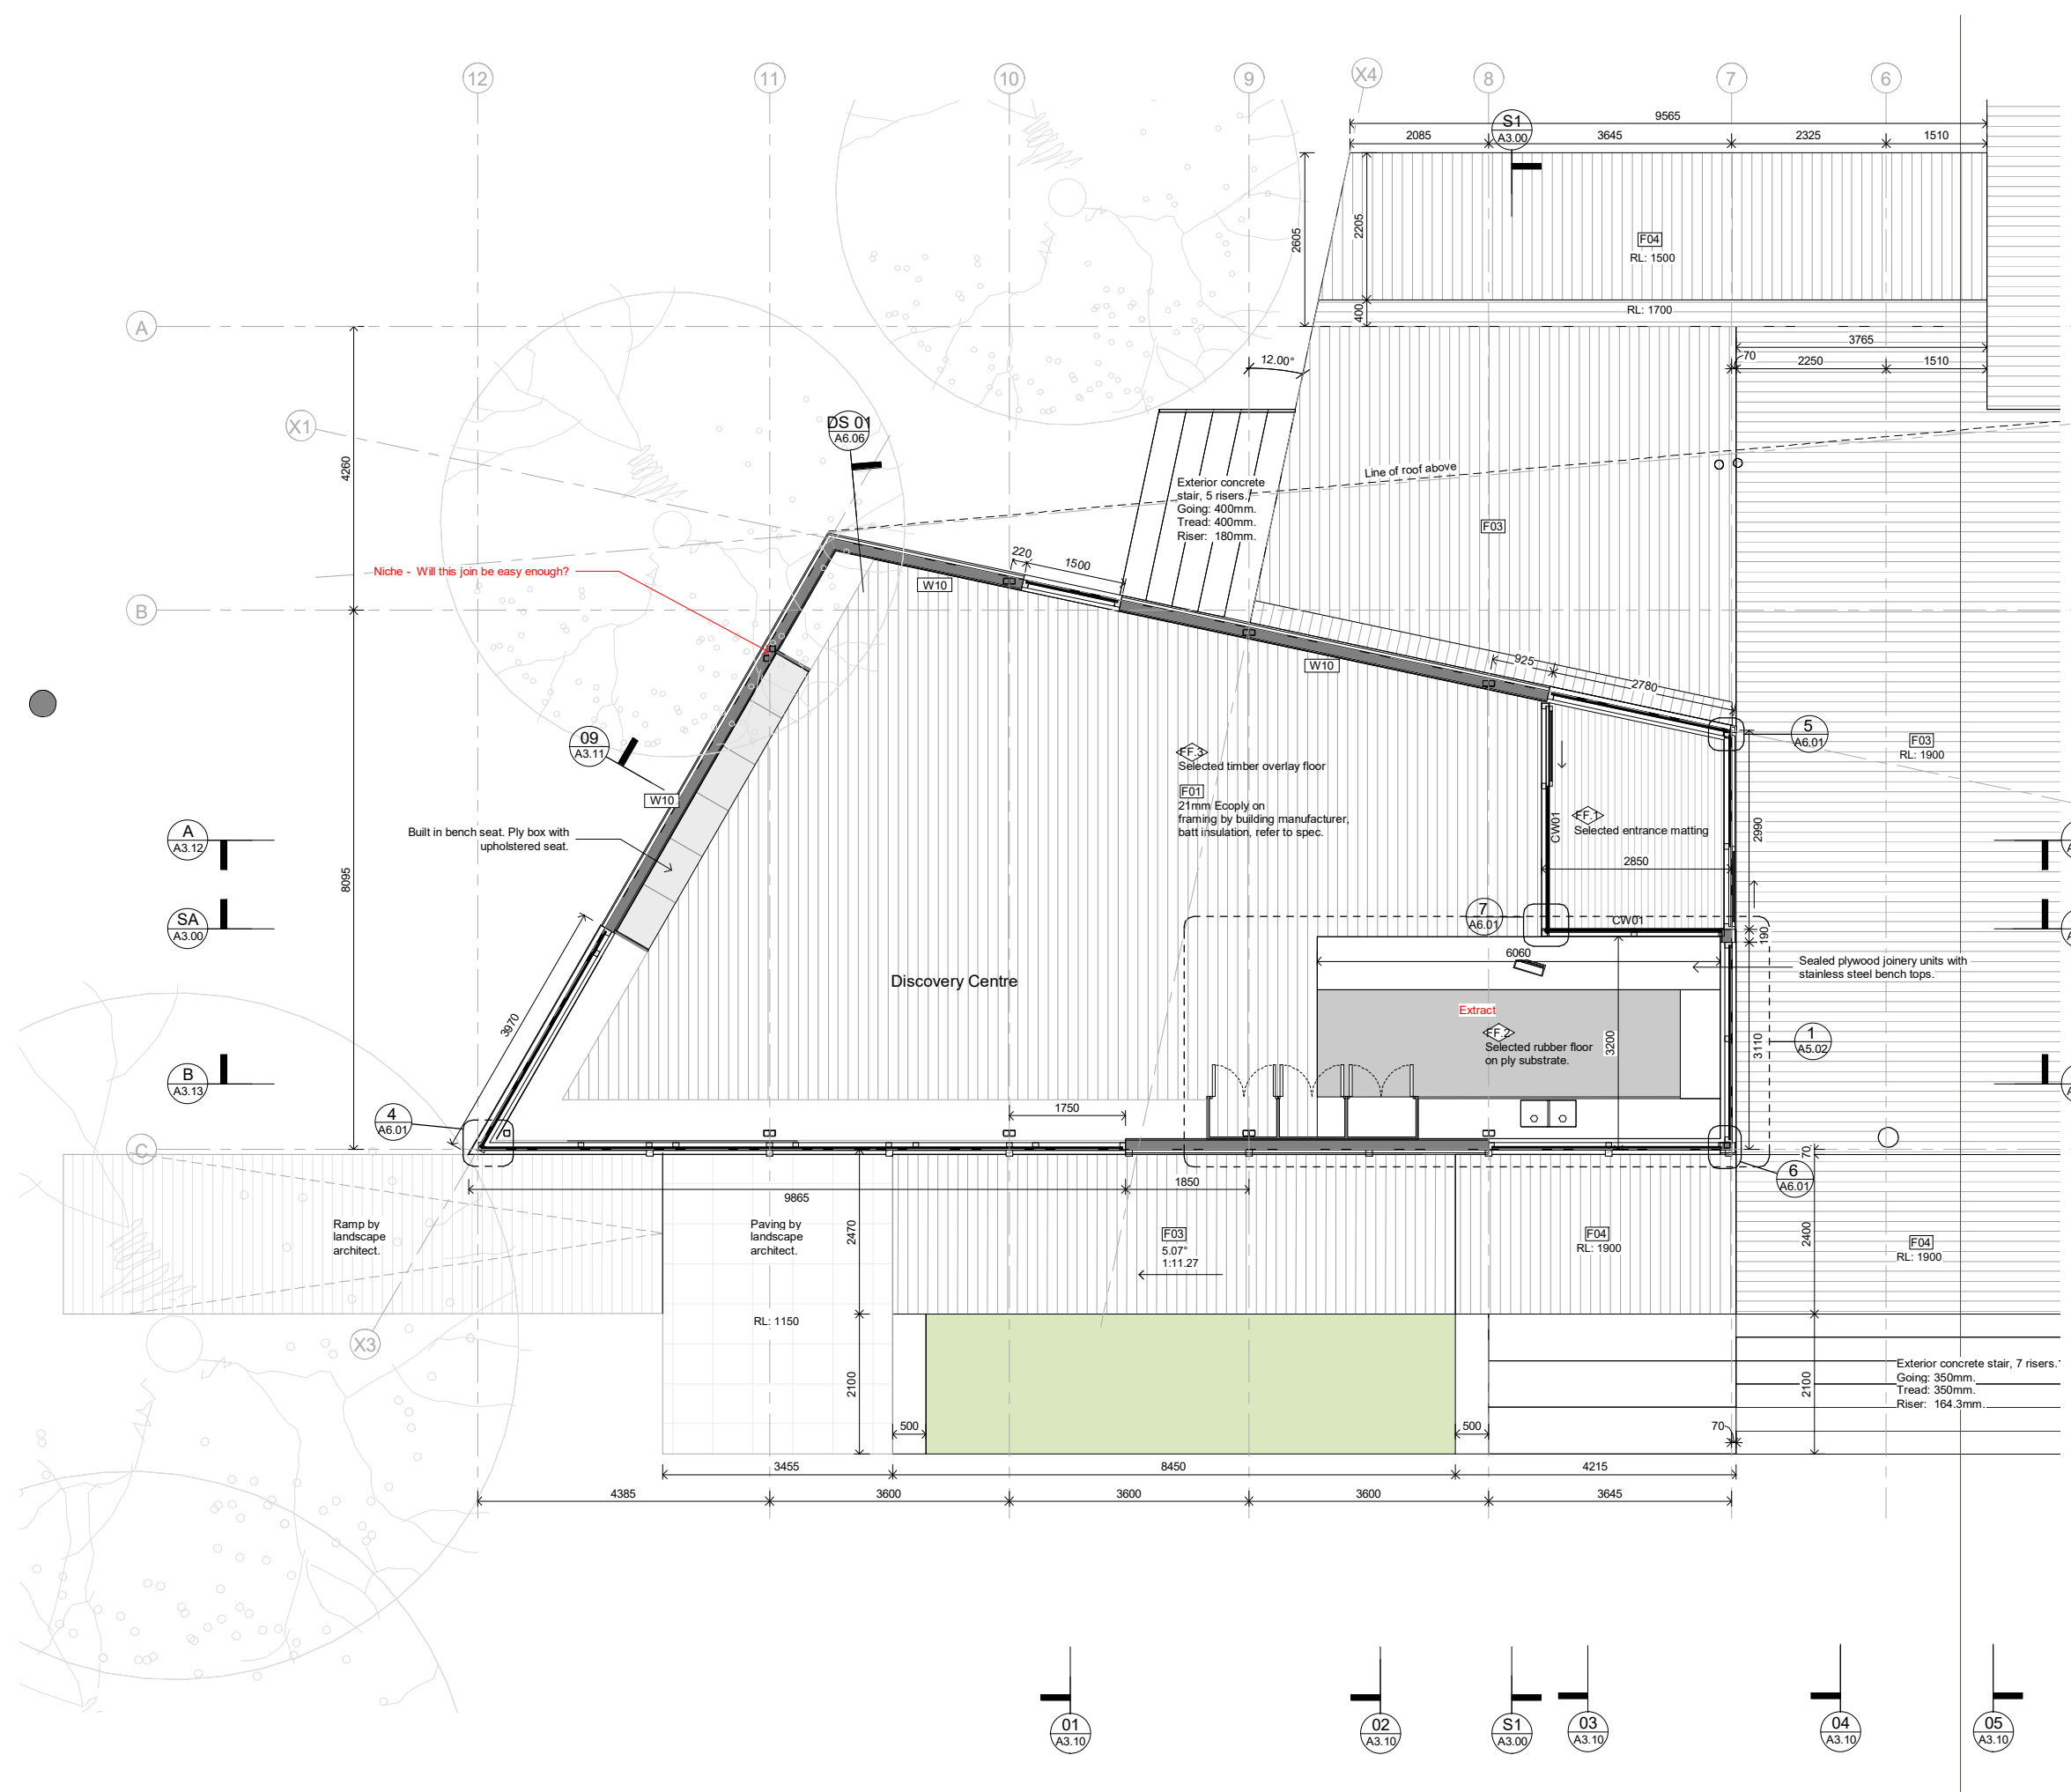 12
11
10
9
X4
8
7
6
9565
2085
3645
2325
1510
S1
A3.00
2205
2605
F04
RL: 1500
400
RL: 1700
A
3765
70
2250
1510
12.00°
X1
DS 01
A6.06
4260
Line of roof above
Exterior concrete
stair, 5 risers.
Going: 400mm.
Tread: 400mm.
Riser: 180mm.
F03
220
1500
Niche - Will this join be easy enough?
W10
B
W10
925
2780
09
A3.11
5
A6.01
F03
RL: 1900
FF.3
Selected timber overlay floor
F01
21mm Ecoply on
framing by building manufacturer,
batt insulation, refer to spec.
W10
Built in bench seat. Ply box with
upholstered seat.
FF.1
Selected entrance matting
CW01
2990
2850
A
A3.12
8095
SA
A3.00
7
A6.01
CW01
190
6060
Sealed plywood joinery units with
stainless steel bench tops.
Discovery Centre
Extract
FF.2
Selected rubber floor
on ply substrate.
3200
3110
1
A5.02
3970
B
A3.13
4
A6.01
1750
C
70
6
A6.01
9865
1850
Ramp by
landscape
architect.
Paving by
landscape
architect.
2470
F03
5.07°
1:11.27
F04
RL: 1900
2400
F04
RL: 1900
RL: 1150
X3
2100
2100
Exterior concrete stair, 7 risers.
Going: 350mm.
Tread: 350mm.
Riser: 164.3mm.
500
500
70
3455
8450
4215
4385
3600
3600
3600
3645
01
A3.10
02
A3.10
S1
A3.00
03
A3.10
04
A3.10
05
A3.10